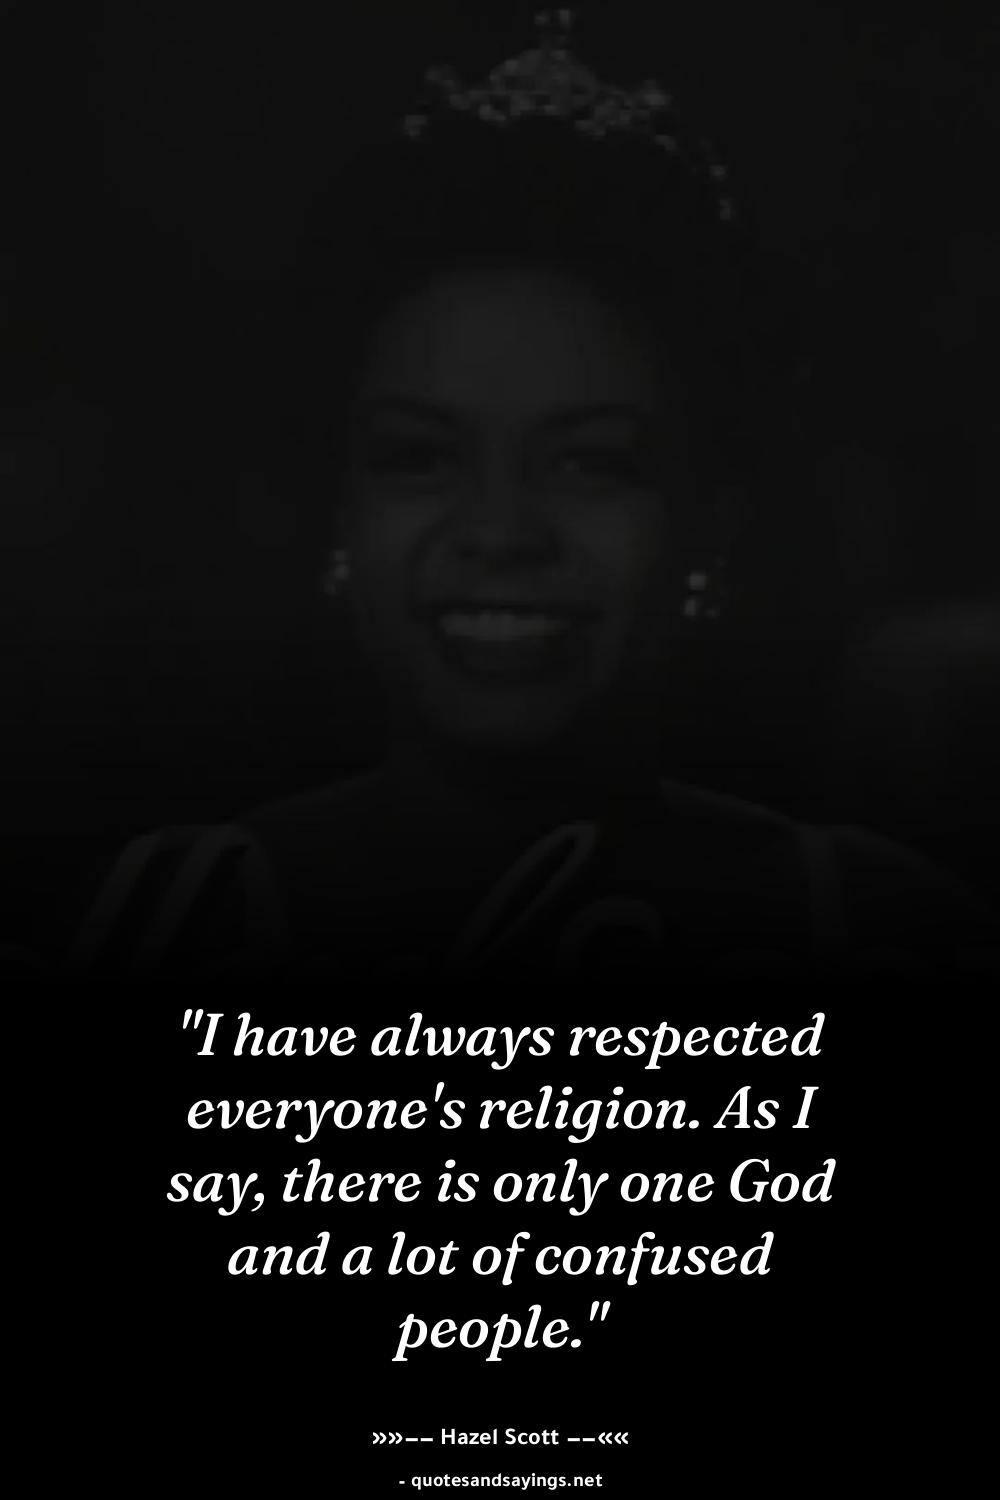 "I have always respected
everyone's religion. As I
say, there is only one God
and a lot of confused
people."
»»−− Hazel Scott −−««
- quotesandsayings.net